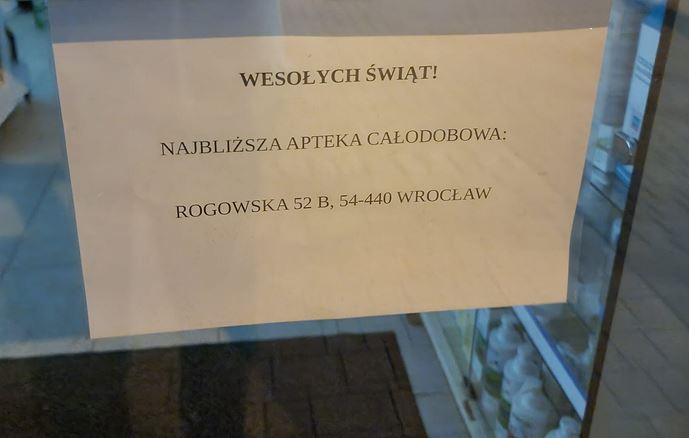 WESOŁYCH ŚWIĄT!
NAJBLIŻSZA APTEKA CAŁODOBOWA:
ROGOWSKA 52 B, 54-440 WROCŁAW